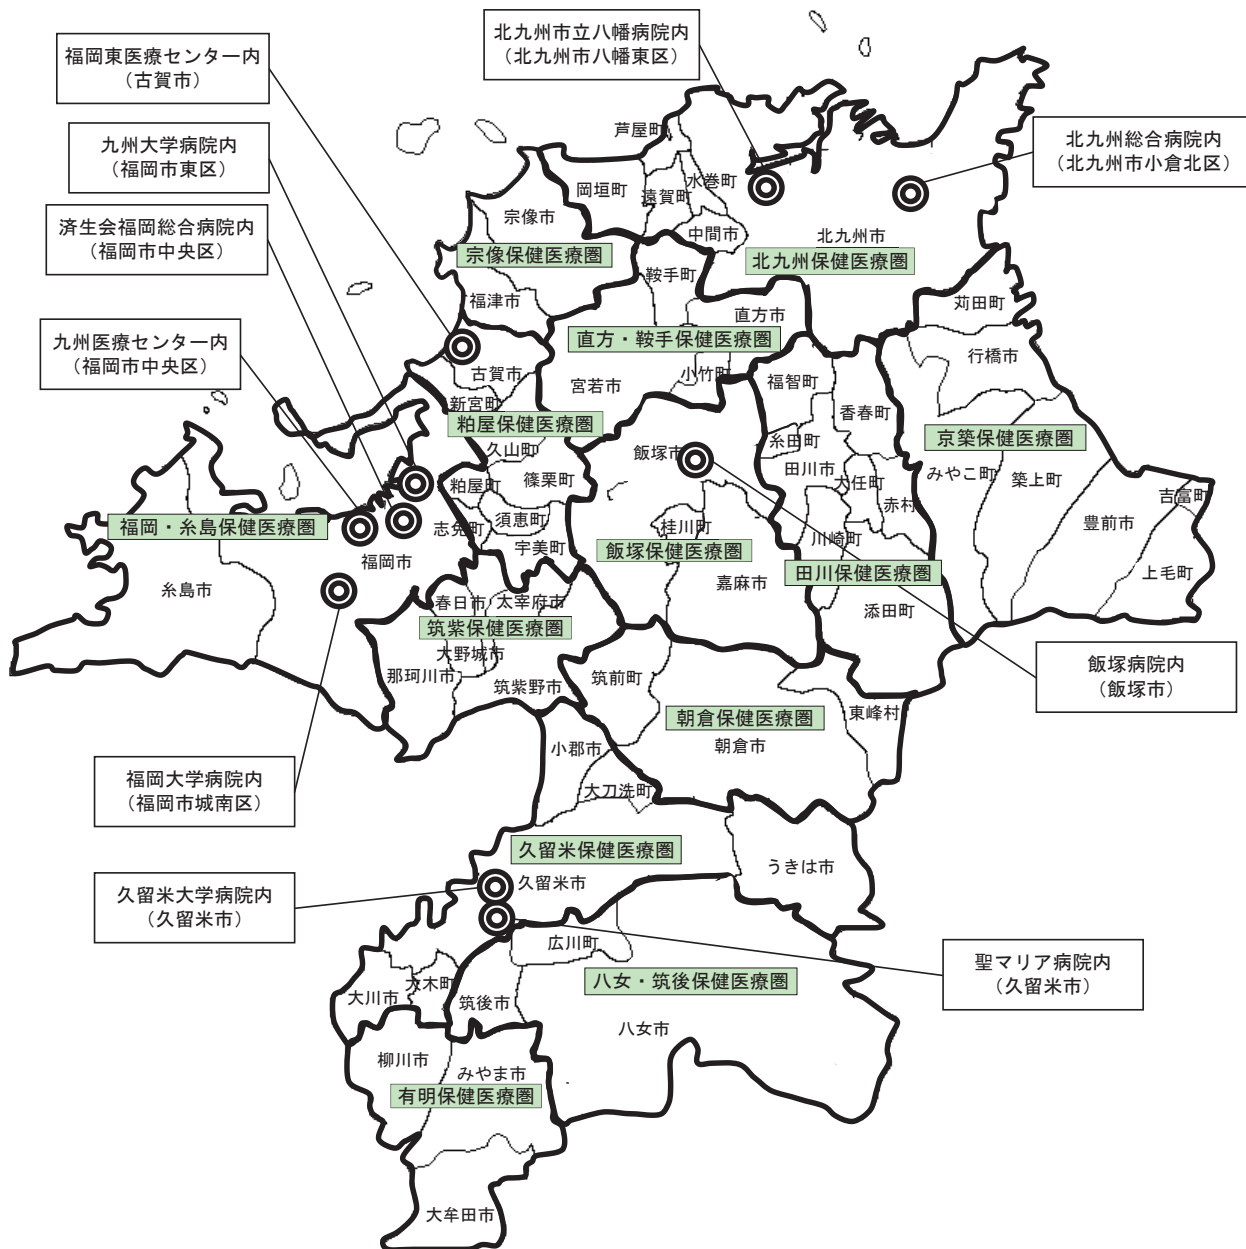 北九州市立八幡病院内
（北九州市八幡東区）
福岡東医療センター内
（古賀市）
九州大学病院内
（福岡市東区）
北九州総合病院内
（北九州市小倉北区）
済生会福岡総合病院内
（福岡市中央区）
九州医療センター内
（福岡市中央区）
芦屋町
岡垣町
遠賀町
水巻町
宗像市
中間市
北九州市
宗像保健医療圏
北九州保健医療圏
鞍手町
福津市
直方市
苅田町
直方・鞍手保健医療圏
行橋市
古賀市
宮若市
小竹町
福智町
新宮町
香春町
粕屋保健医療圏
京築保健医療圏
久山町
飯塚市
糸田町
田川市
みやこ町
築上町
粕屋町
篠栗町
大任町
赤村
吉富町
福岡・糸島保健医療圏
志免町
須恵町
桂川町
川崎町
豊前市
宇美町
飯塚保健医療圏
福岡市
糸島市
嘉麻市
田川保健医療圏
上毛町
春日市
太宰府市
添田町
筑紫保健医療圏
大野城市
那珂川市
筑紫野市
筑前町
飯塚病院内
（飯塚市）
朝倉保健医療圏
東峰村
朝倉市
小郡市
福岡大学病院内
（福岡市城南区）
大刀洗町
久留米保健医療圏
うきは市
久留米市
久留米大学病院内
（久留米市）
広川町
聖マリア病院内
（久留米市）
八女・筑後保健医療圏
大川市
大木町
筑後市
八女市
柳川市
みやま市
有明保健医療圏
大牟田市